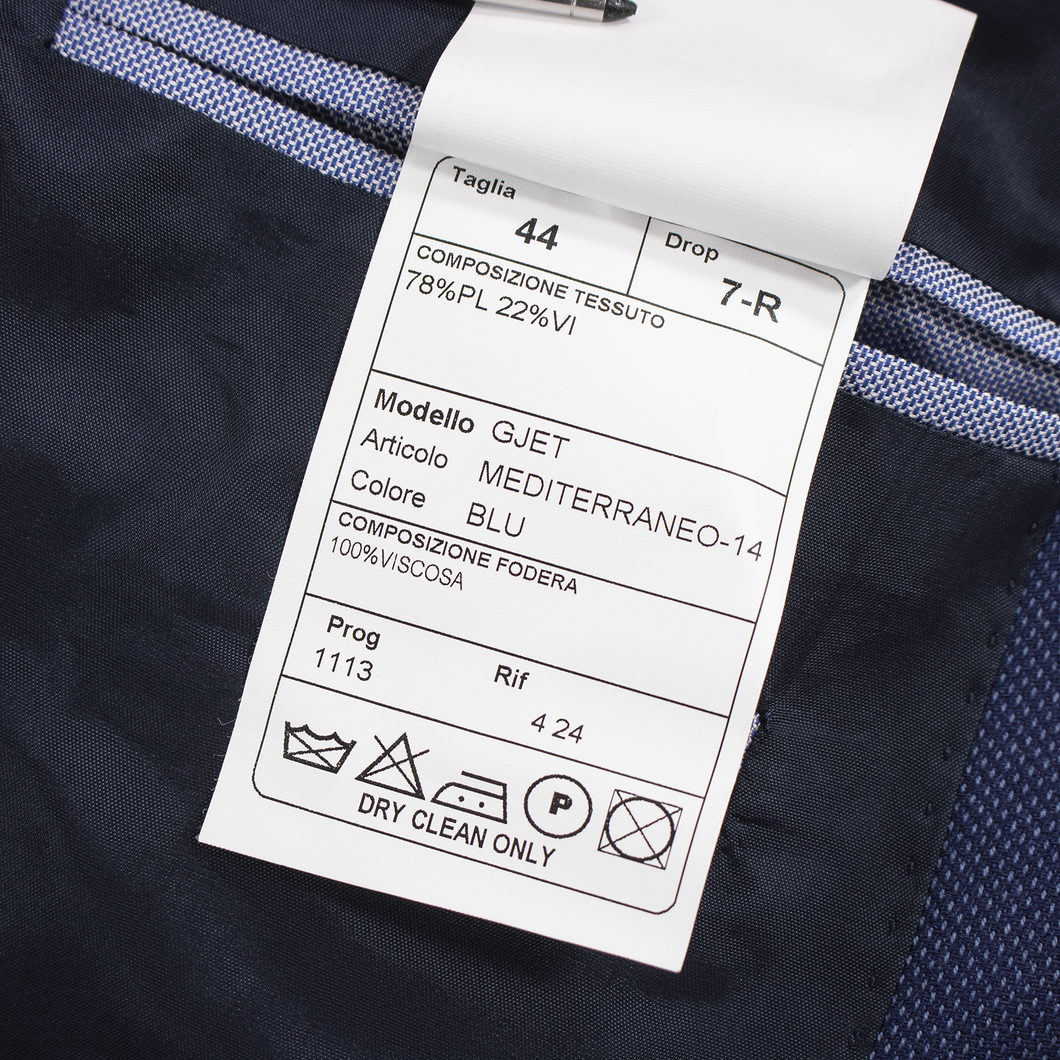 Taglia
44
Drop
7-R
COMPOSIZIONE TESSUTO
78%PL 22%VI
Modello GJET
Articolo MEDITERRANEO-14
Colore BLU
COMPOSIZIONE FODERA
100%VISCOSA
Prog
1113
Rif
4 24
P
DRY CLEAN ONLY